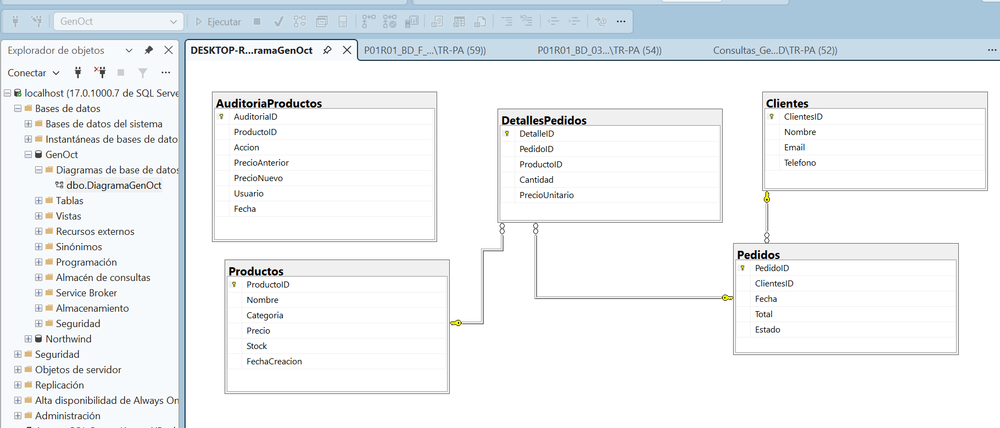 GenOct
Ejecutar
Explorador de objetos
DESKTOP-R...ramaGenOct
P01R01_BD_F_...\TR-PA (59))
P01R01_BD_03...\TR-PA (54))
Consultas_Ge...D\TR-PA (52))
Conectar
localhost (17.0.1000.7 de SQL Serve
Bases de datos
Bases de datos del sistema
Instantáneas de bases de dato
GenOct
Diagramas de base de datos
dbo.DiagramaGenOct
Tablas
Vistas
Recursos externos
Sinónimos
Programación
Almacén de consultas
Service Broker
Almacenamiento
Seguridad
Northwind
Seguridad
Objetos de servidor
Replicación
Alta disponibilidad de Always On
Administración
AuditoriaProductos
AuditoriaID
ProductoID
Accion
PrecioAnterior
PrecioNuevo
Usuario
Fecha
DetallesPedidos
DetalleID
PedidoID
ProductoID
Cantidad
PrecioUnitario
Clientes
ClientesID
Nombre
Email
Telefono
Productos
ProductoID
Nombre
Categoria
Precio
Stock
FechaCreacion
Pedidos
PedidoID
ClientesID
Fecha
Total
Estado